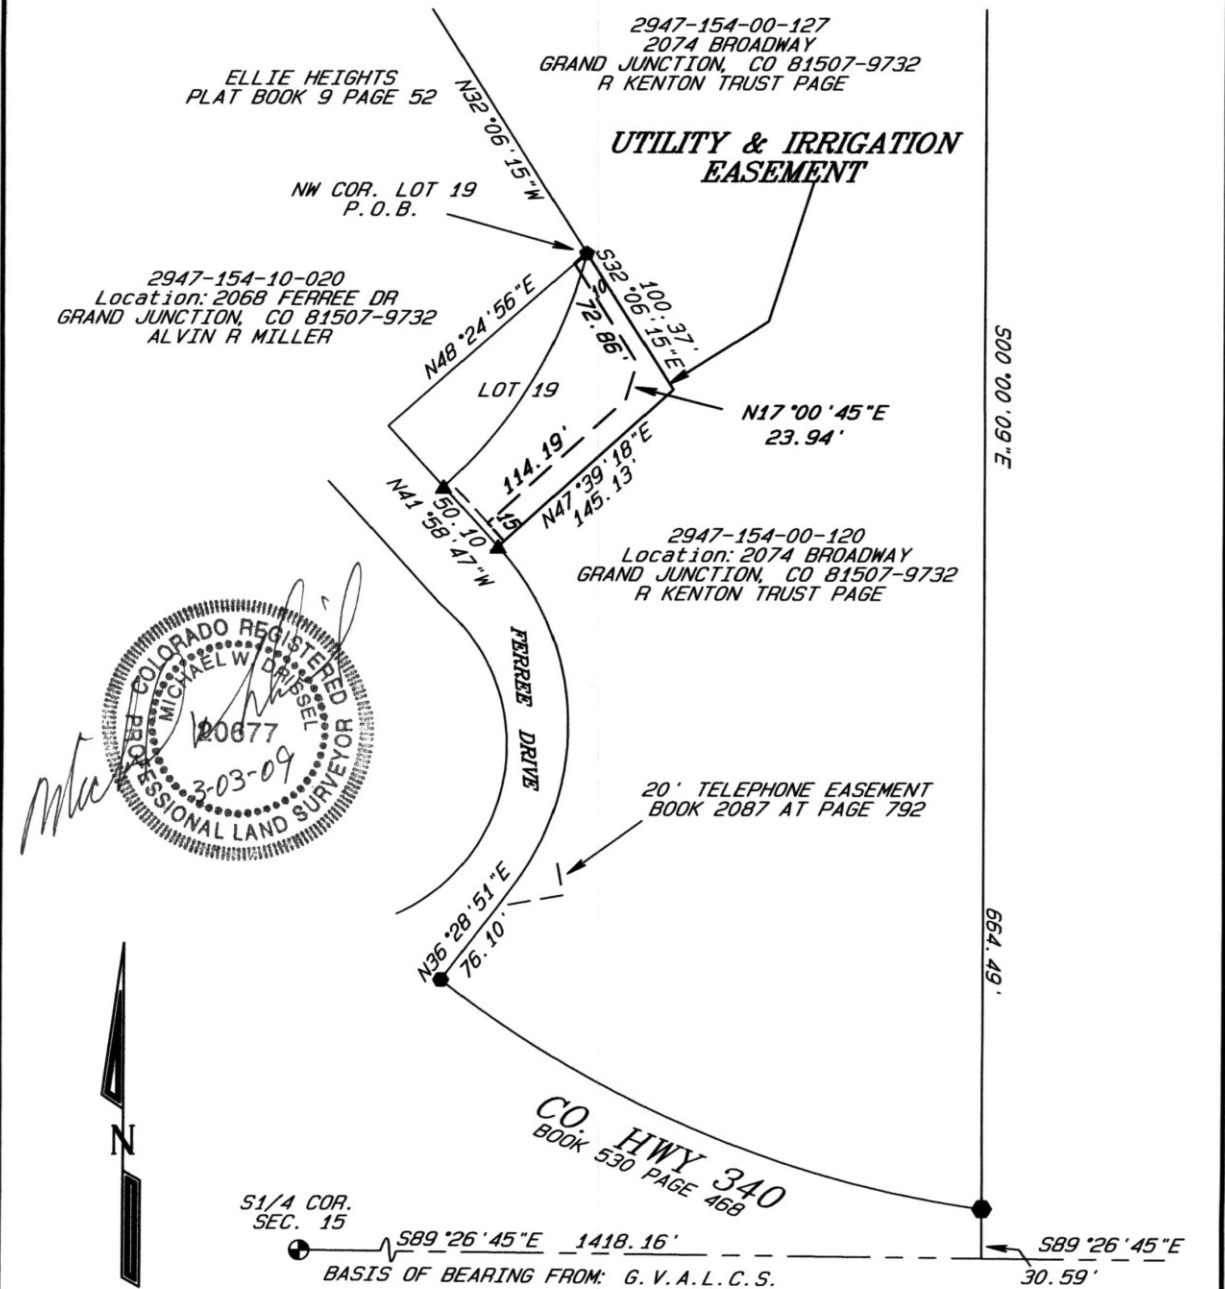 2947-154-00-127
2074 BROADWAY
GRAND JUNCTION, CO 81507-9732
R KENTON TRUST PAGE
ELLIE HEIGHTS
PLAT BOOK 9 PAGE 52
N32°06'15"W
UTILITY & IRRIGATION
EASEMENT
NW COR. LOT 19
P.O.B.
2947-154-10-020
Location: 2068 FERREE DR
GRAND JUNCTION, CO 81507-9732
ALVIN R MILLER
N48°24'56"E
100.37'
S32°06'15"E
10
72.86'
LOT 19
N17°00'45"E
23.94'
S00°00'09"E
114.19'
N47°39'18"E
145.13'
15
50.10
N41°58'47"W
2947-154-00-120
Location: 2074 BROADWAY
GRAND JUNCTION, CO 81507-9732
R KENTON TRUST PAGE
FERREE DRIVE
COLORADO REGISTERED
MICHAEL W. DRISSEL
20677
3-03-09
PROFESSIONAL LAND SURVEYOR
20' TELEPHONE EASEMENT
BOOK 2087 AT PAGE 792
N36°28'51"E
76.10'
664.49'
CO. HWY 340
BOOK 530 PAGE 468
N
S1/4 COR.
SEC. 15
S89°26'45"E 1418.16'
S89°26'45"E
BASIS OF BEARING FROM: G.V.A.L.C.S.
30.59'